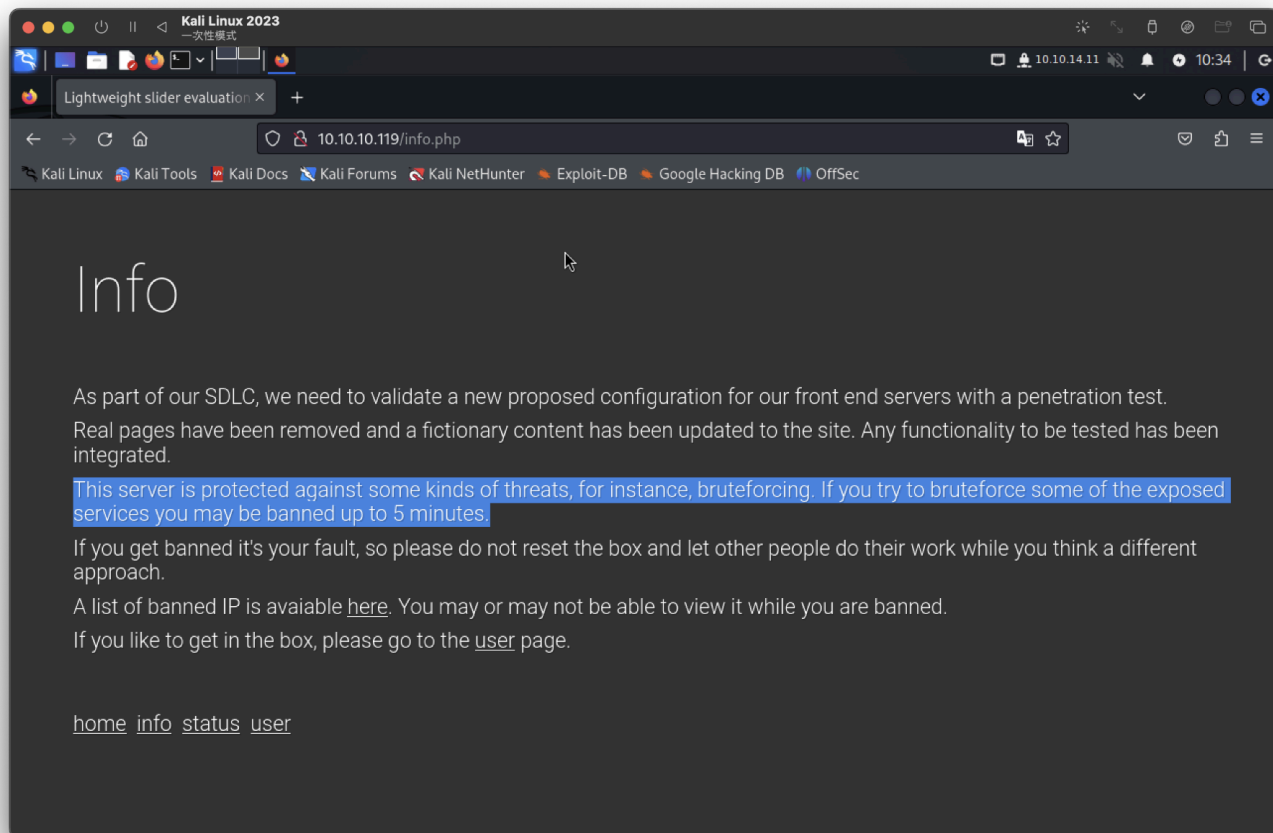 Kali Linux 2023
一次性模式
10.10.14.11
10:34
Lightweight slider evaluation
10.10.10.119/info.php
Kali Linux Kali Tools Kali Docs Kali Forums Kali NetHunter Exploit-DB Google Hacking DB OffSec
Info
As part of our SDLC, we need to validate a new proposed configuration for our front end servers with a penetration test.
Real pages have been removed and a fictionary content has been updated to the site. Any functionality to be tested has been
integrated.
This server is protected against some kinds of threats, for instance, bruteforcing. If you try to bruteforce some of the exposed
services you may be banned up to 5 minutes.
If you get banned it's your fault, so please do not reset the box and let other people do their work while you think a different
approach.
A list of banned IP is avaiable here. You may or may not be able to view it while you are banned.
If you like to get in the box, please go to the user page.
home info status user